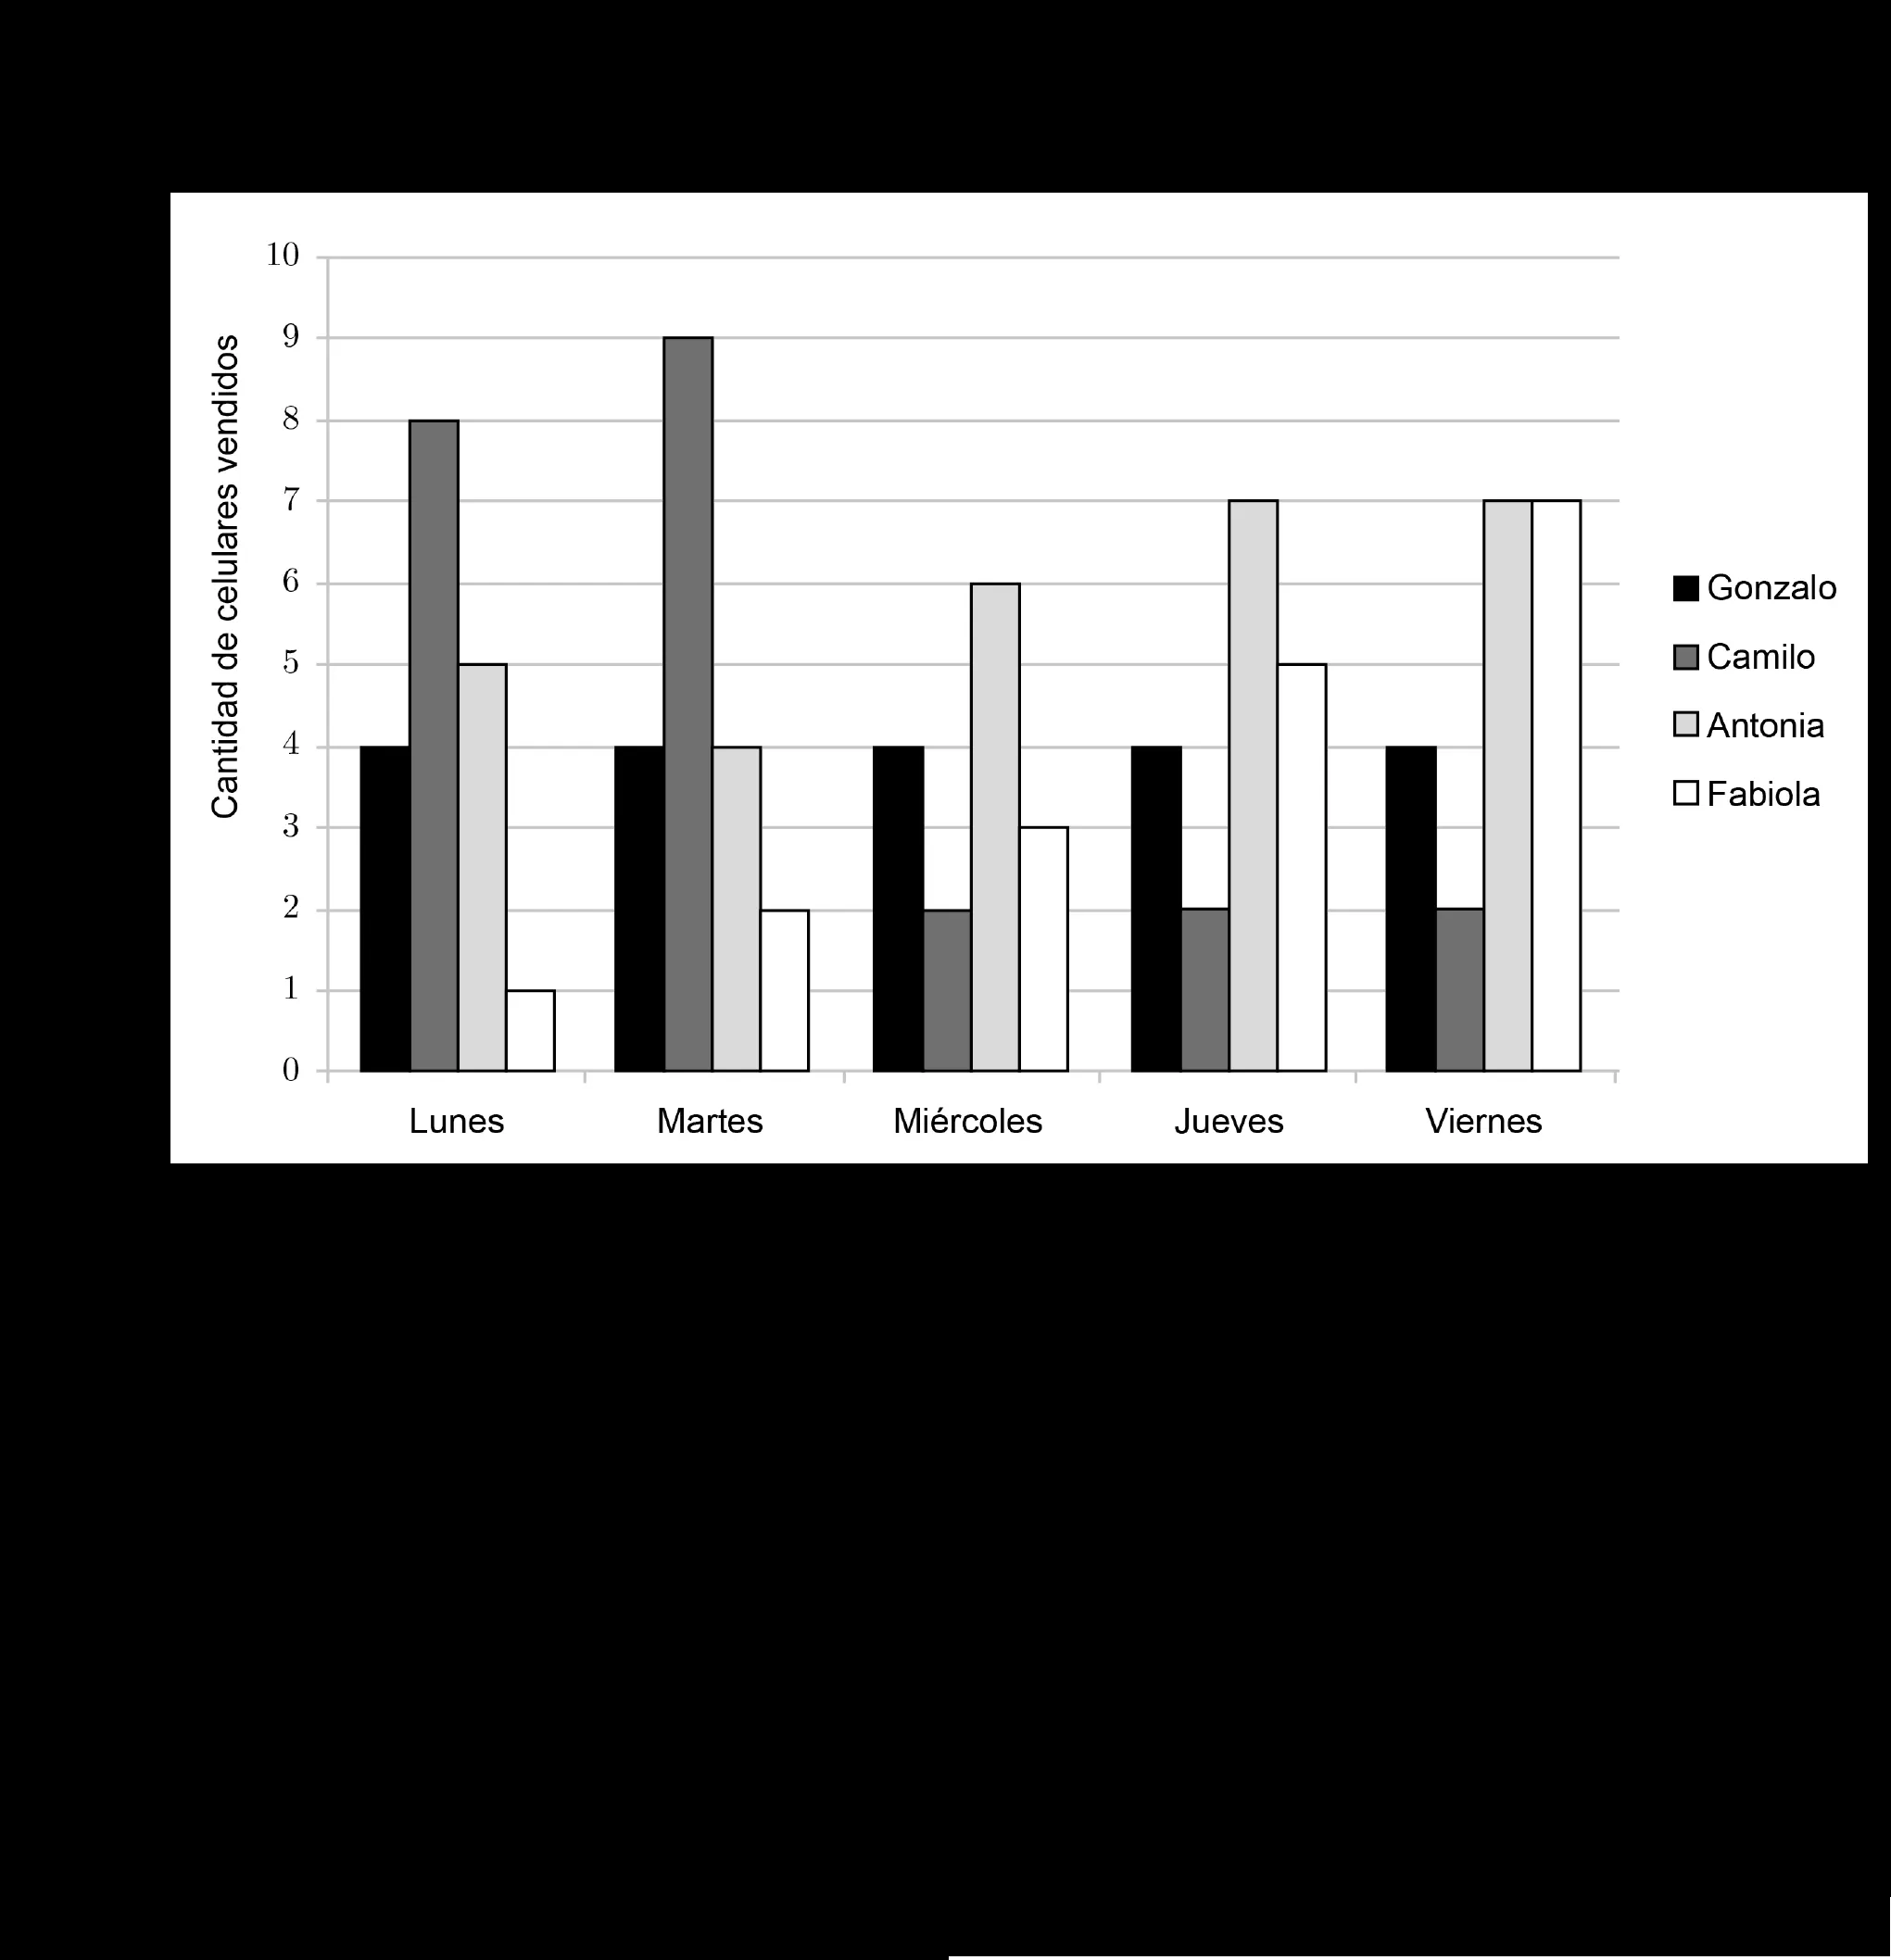 Cantidad de celulares vendidos
10
9
8
7
6
5
4
3
2
1
0
Lunes Martes Miércoles Jueves Viernes
Gonzalo
Camilo
Antonia
Fabiola